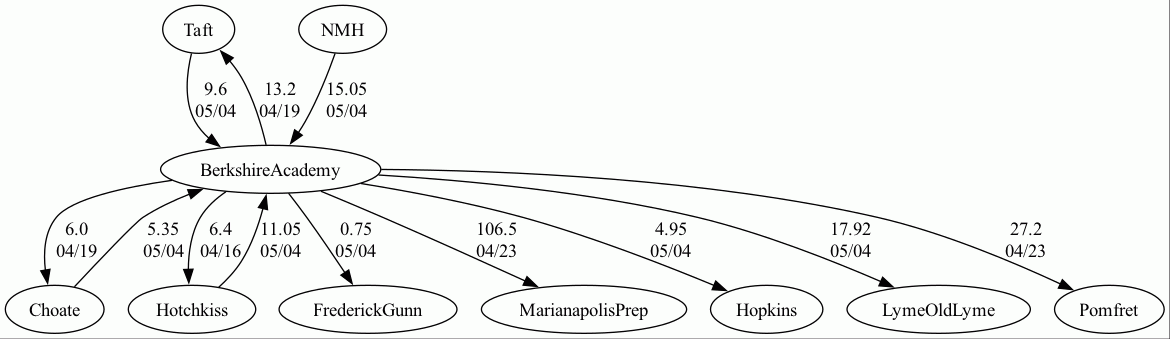 Taft
NMH
9.6
05/04
13.2
04/19
15.05
05/04
BerkshireAcademy
6.0
04/19
5.35
05/04
6.4
04/16
11.05
05/04
0.75
05/04
106.5
04/23
4.95
05/04
17.92
05/04
27.2
04/23
Choate
Hotchkiss
FrederickGunn
MarianapolisPrep
Hopkins
LymeOldLyme
Pomfret